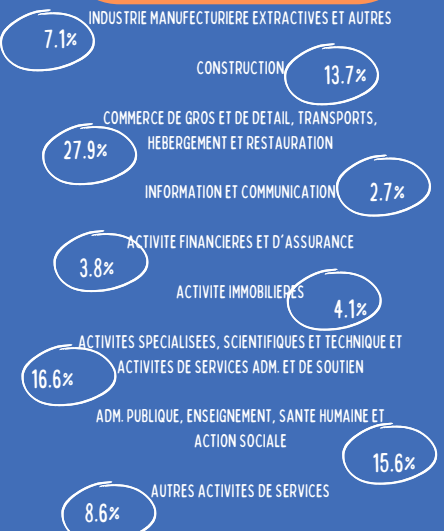 INDUSTRIE MANUFECTURIERE EXTRACTIVES ET AUTRES
7.1%
CONSTRUCTION
13.7%
COMMERCE DE GROS ET DE DETAIL, TRANSPORTS,
HEBERGEMENT ET RESTAURATION
27.9%
INFORMATION ET COMMUNICATION
2.7%
ACTIVITE FINANCIERES ET D'ASSURANCE
3.8%
ACTIVITE IMMOBILIERES
4.1%
ACTIVITES SPECIALISEES, SCIENTIFIQUES ET TECHNIQUE ET
ACTIVITES DE SERVICES ADM. ET DE SOUTIEN
16.6%
ADM. PUBLIQUE, ENSEIGNEMENT, SANTE HUMAINE ET
ACTION SOCIALE
15.6%
AUTRES ACTIVITES DE SERVICES
8.6%